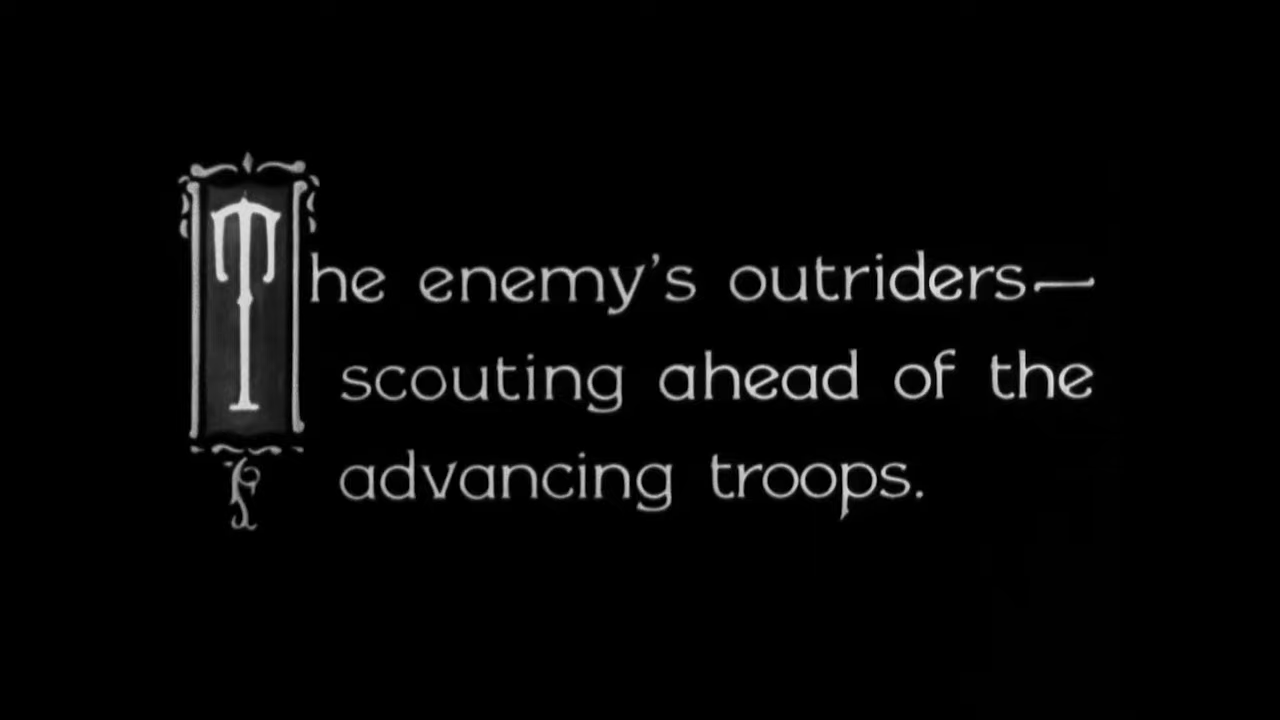 The enemy's outriders—
scouting ahead of the
advancing troops.